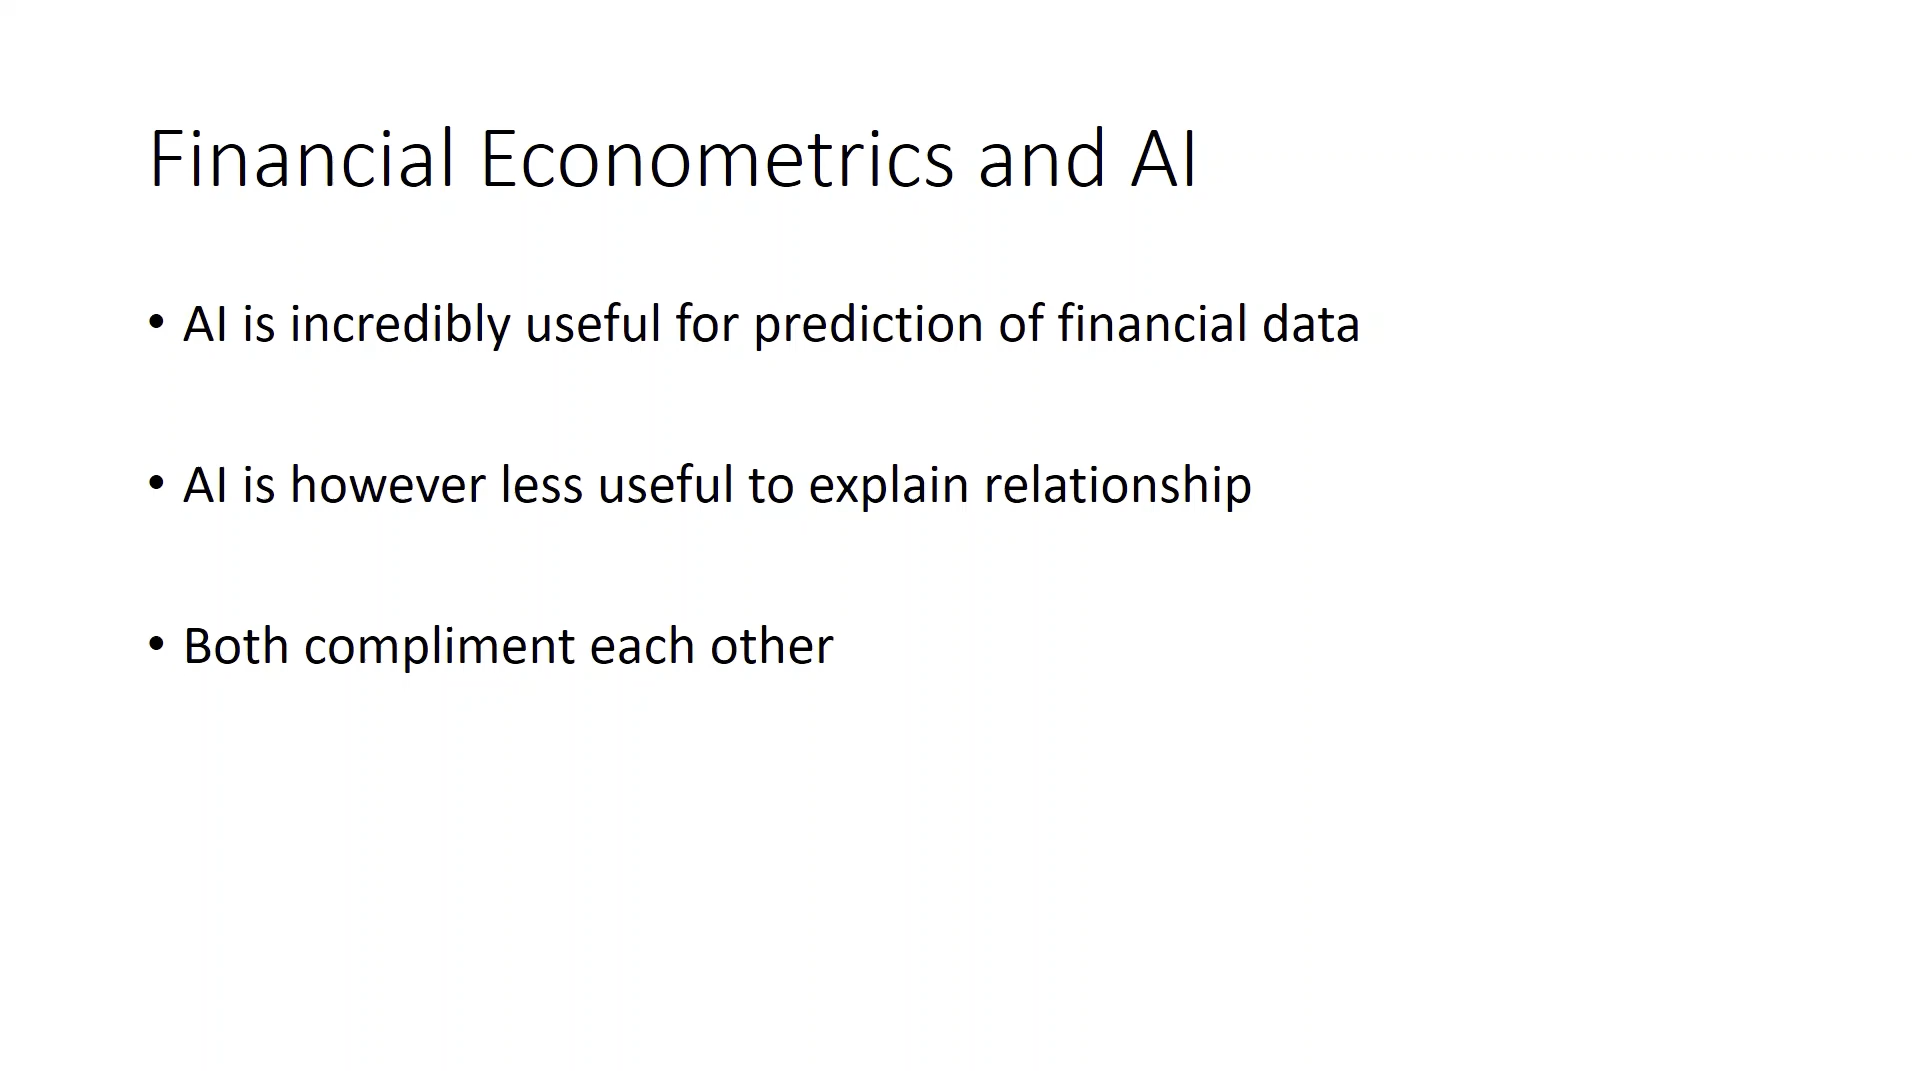 Financial Econometrics and AI
• AI is incredibly useful for prediction of financial data
• AI is however less useful to explain relationship
• Both compliment each other